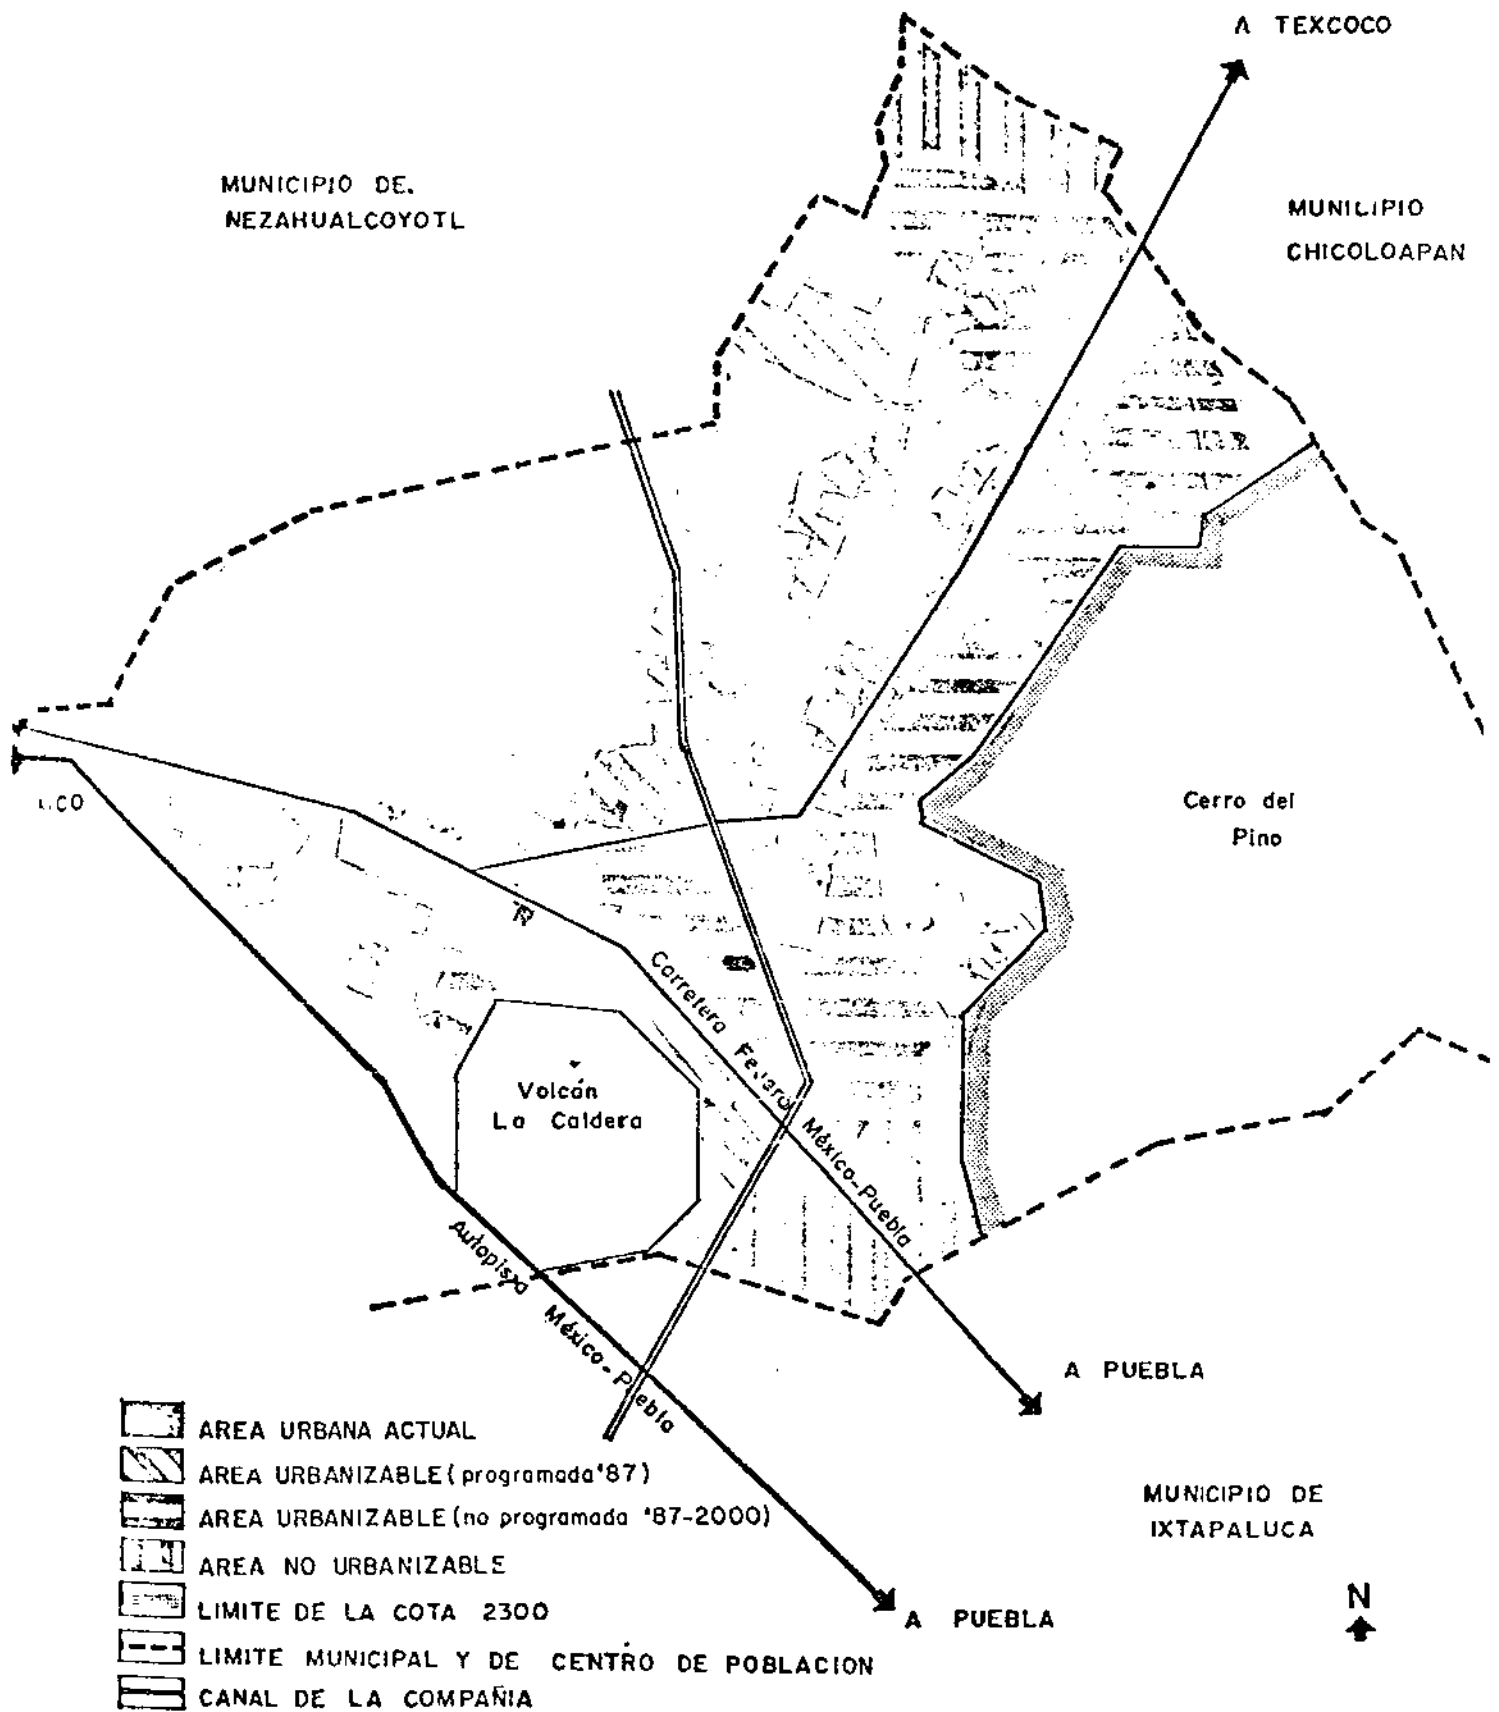 A TEXCOCO
MUNICIPIO DE.
NEZAHUALCOYOTL
MUNICIPIO
CHICOLOAPAN
Cerro del
Pino
Carretera Federal México-Puebla
Volcán
La Caldera
Autopista México-Puebla
A PUEBLA
AREA URBANA ACTUAL
AREA URBANIZABLE (programada '87)
AREA URBANIZABLE (no programada '87-2000)
AREA NO URBANIZABLE
LIMITE DE LA COTA 2300
LIMITE MUNICIPAL Y DE CENTRO DE POBLACION
CANAL DE LA COMPAÑIA
MUNICIPIO DE
IXTAPALUCA
N
A PUEBLA